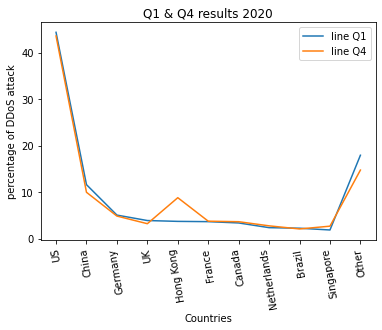 Q1 & Q4 results 2020
line Q1
line Q4
percentage of DDoS attack
40
30
20
10
0
US
China
Germany
UK
Hong Kong
France
Canada
Netherlands
Brazil
Singapore
Other
Countries